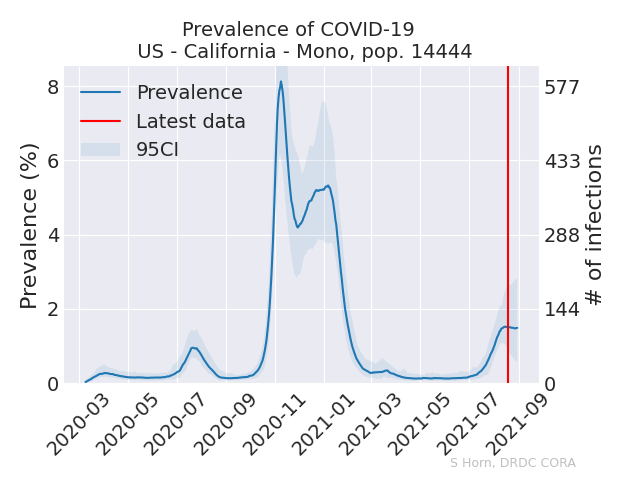 Prevalence of COVID-19
US - California - Mono, pop. 14444
Prevalence
Latest data
95CI
Prevalence (%)
8
6
4
2
0
577
433
288
144
0
# of infections
2020-03
2020-05
2020-07
2020-09
2020-11
2021-01
2021-03
2021-05
2021-07
2021-09
S Horn, DRDC CORA